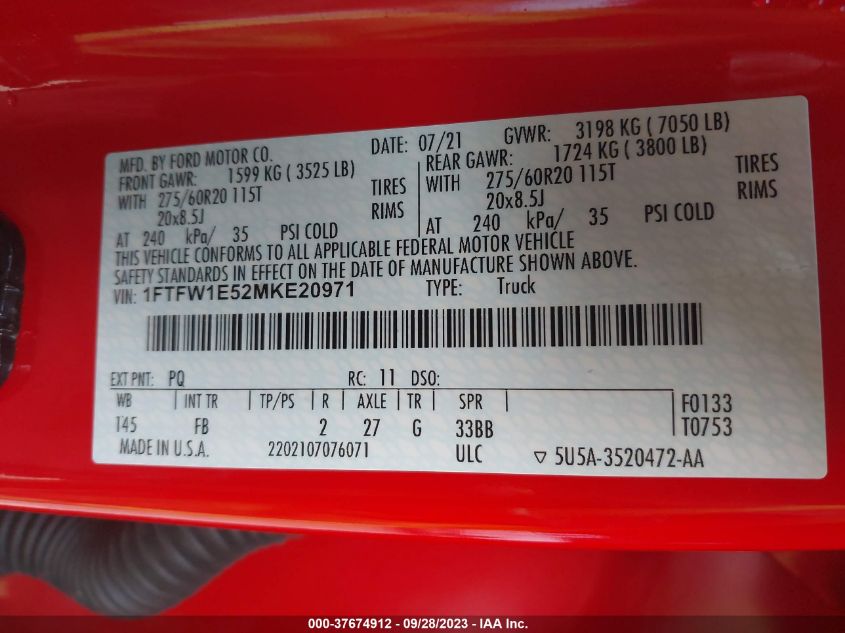 MFD. BY FORD MOTOR CO. DATE: 07/21 GVWR: 3198 KG ( 7050 LB)
FRONT GAWR: 1599 KG ( 3525 LB) REAR GAWR: 1724 KG ( 3800 LB)
WITH 275/60R20 115T TIRES WITH 275/60R20 115T TIRES
20x8.5J RIMS 20x8.5J RIMS
AT 240 kPa/ 35 PSI COLD AT 240 kPa/ 35 PSI COLD
THIS VEHICLE CONFORMS TO ALL APPLICABLE FEDERAL MOTOR VEHICLE
SAFETY STANDARDS IN EFFECT ON THE DATE OF MANUFACTURE SHOWN ABOVE.
VIN: 1FTFW1E52MKE20971 TYPE: Truck
EXT PNT: PQ RC: 11 DSO:
WB | INT TR | TP/PS | R | AXLE | TR | SPR | F0133
145 FB 2 27 G 33BB T0753
MADE IN U.S.A. 2202107076071 ULC ▽ 5U5A-3520472-AA
000-37674912 - 09/28/2023 - IAA Inc.